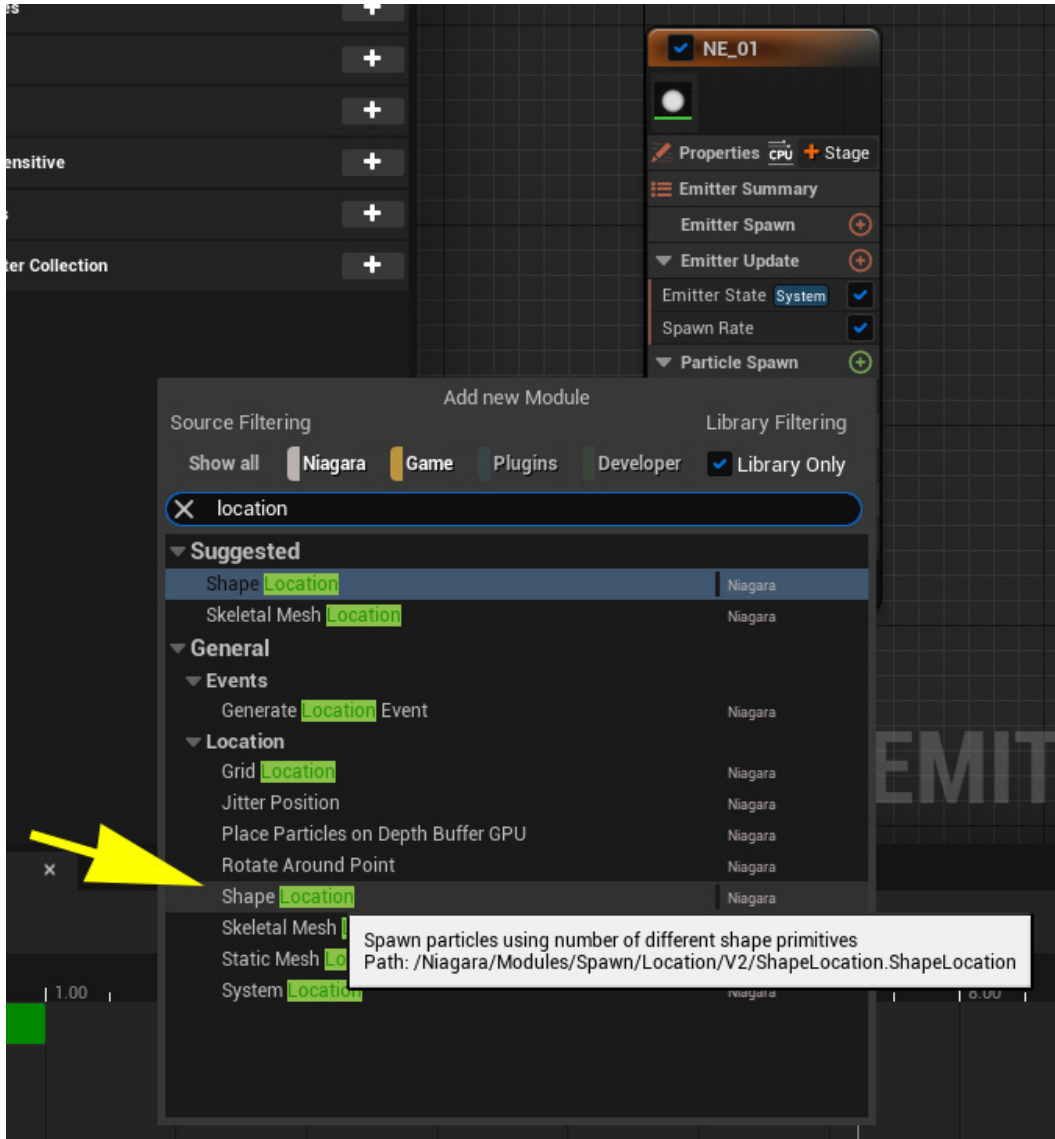 es
ensitive
s
ter Collection
NE_01
Properties CPU + Stage
Emitter Summary
Emitter Spawn
Emitter Update
Emitter State System
Spawn Rate
Particle Spawn
Add new Module
Source Filtering Library Filtering
Show all Niagara Game Plugins Developer Library Only
location
Suggested
Shape Location Niagara
Skeletal Mesh Location Niagara
General
Events
Generate Location Event Niagara
Location
Grid Location Niagara
Jitter Position Niagara
Place Particles on Depth Buffer GPU Niagara
Rotate Around Point Niagara
Shape Location Niagara
Skeletal Mesh
Spawn particles using number of different shape primitives
Static Mesh Lo
Path: /Niagara/Modules/Spawn/Location/V2/ShapeLocation.ShapeLocation
System Location Niagara
1.00
8.00
EMIT